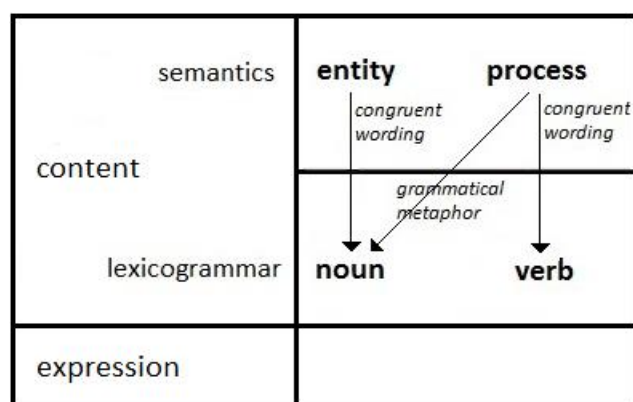 semantics
entity process
congruent congruent
wording wording
content
grammatical
metaphor
lexicogrammar
noun verb
expression